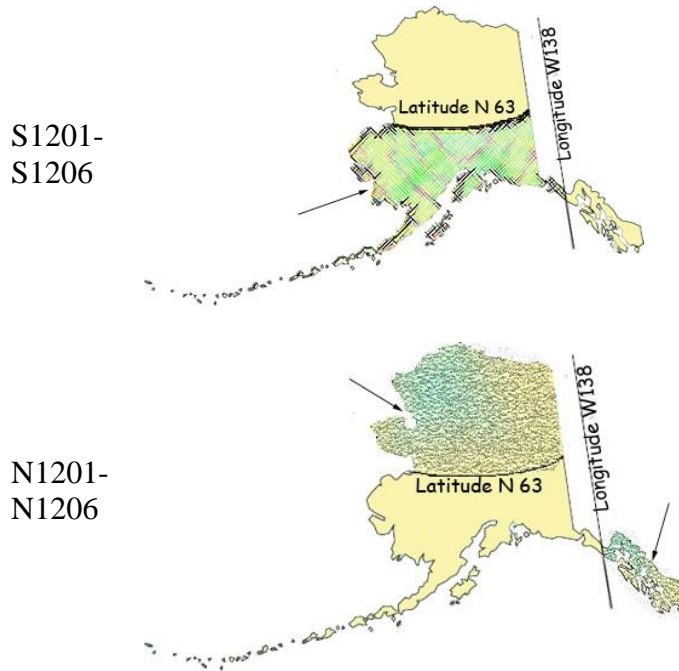 Latitude N 63
Longitude W138
S1201-
S1206
Latitude N 63
Longitude W138
N1201-
N1206